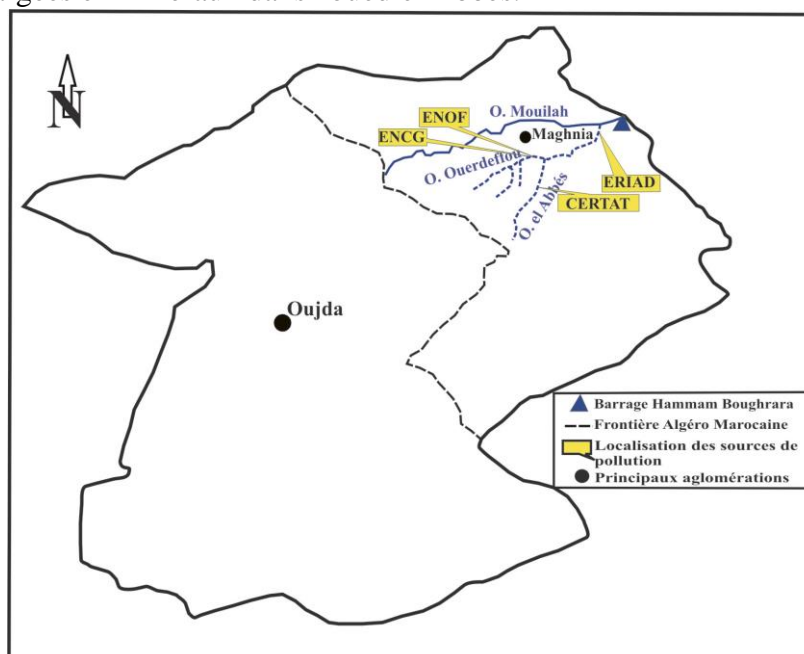 N
O. Mouilah
ENOF
ENCG
Maghnia
O. Ouerdeflou
ERIAD
CERTAT
O. el Abbés
Oujda
Barrage Hammam Boughrara
Frontière Algéro Marocaine
Localisation des sources de
pollution
Principaux aglomérations